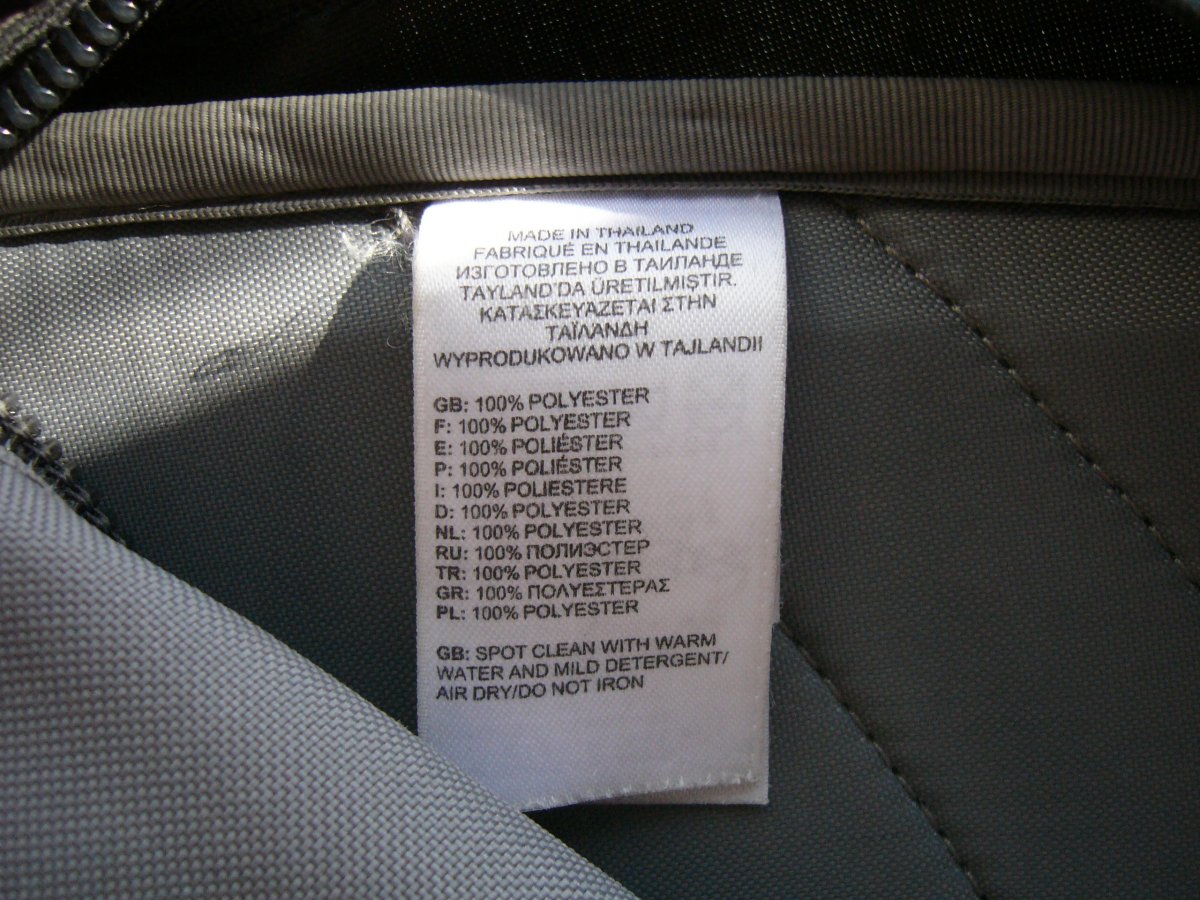 MADE IN THAILAND
FABRIQUÉ EN THAILANDE
ИЗГОТОВЛЕНО В ТАИЛАНДЕ
TAYLAND'DA ÜRETILMIŞTIR.
ΚΑΤΑΣΚΕΥΆΖΕΤΑΙ ΣΤΗΝ
ΤΑΪΛΑΝΔΗ
WYPRODUKOWANO W TAJLANDII
GB: 100% POLYESTER
F: 100% POLYESTER
E: 100% POLIÉSTER
P: 100% POLIÉSTER
I: 100% POLIESTERE
D: 100% POLYESTER
NL: 100% POLYESTER
RU: 100% ПОЛИЭСТЕР
TR: 100% POLYESTER
GR: 100% ΠΟΛΥΕΣΤΕΡΑΣ
PL: 100% POLYESTER
GB: SPOT CLEAN WITH WARM
WATER AND MILD DETERGENT/
AIR DRY/DO NOT IRON